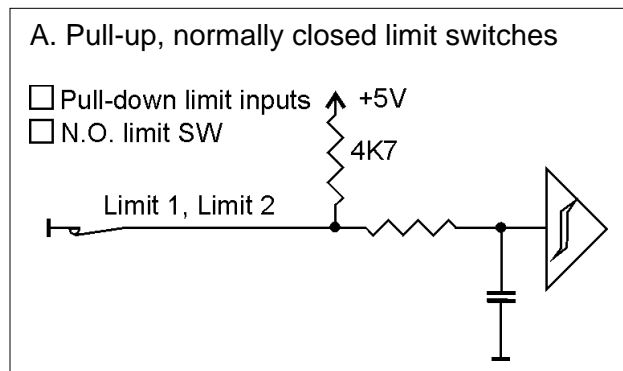 A. Pull-up, normally closed limit switches
Pull-down limit inputs
+5V
N.O. limit SW
4K7
Limit 1, Limit 2